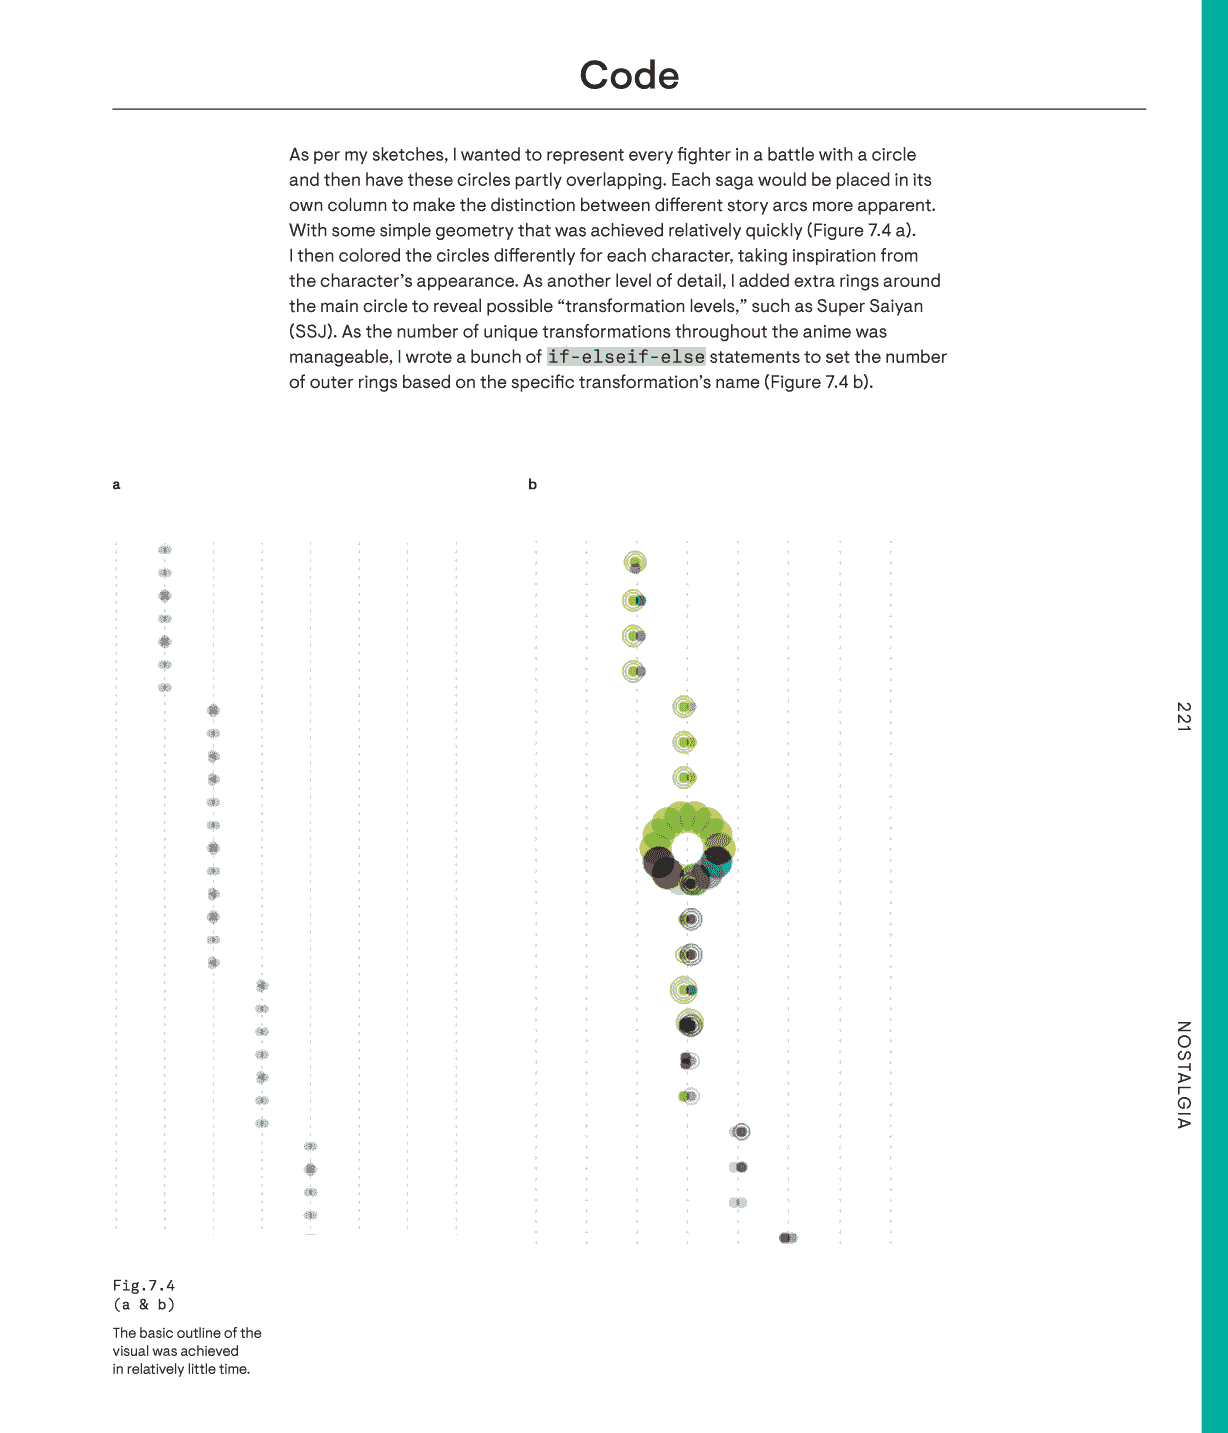 Code
As per my sketches, I wanted to represent every fighter in a battle with a circle
and then have these circles partly overlapping. Each saga would be placed in its
own column to make the distinction between different story arcs more apparent.
With some simple geometry that was achieved relatively quickly (Figure 7.4 a).
I then colored the circles differently for each character, taking inspiration from
the character’s appearance. As another level of detail, I added extra rings around
the main circle to reveal possible “transformation levels,” such as Super Saiyan
(SSJ). As the number of unique transformations throughout the anime was
manageable, I wrote a bunch of if-elseif-else statements to set the number
of outer rings based on the specific transformation’s name (Figure 7.4 b).
a
b
Fig.7.4
(a & b)
The basic outline of the
visual was achieved
in relatively little time.
221
NOSTALGIA